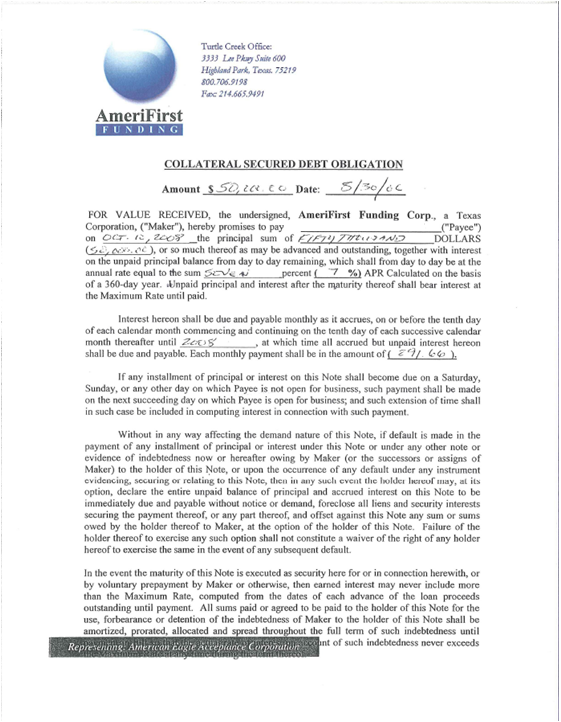 Turtle Creek Office:
3333 Lee Pkwy Suite 600
Highland Park, Texas. 75219
800.706.9198
Fax: 214.665.9491
AmeriFirst
FUNDING
COLLATERAL SECURED DEBT OBLIGATION
Amount $ 50,000.00 Date: 5/30/06
FOR VALUE RECEIVED, the undersigned, AmeriFirst Funding Corp., a Texas
Corporation, ("Maker"), hereby promises to pay ("Payee")
on OCT. 12, 2008 the principal sum of FIFTY THOUSAND DOLLARS
(50,000.00), or so much thereof as may be advanced and outstanding, together with interest
on the unpaid principal balance from day to day remaining, which shall from day to day be at the
annual rate equal to the sum SEVEN percent ( 7 %) APR Calculated on the basis
of a 360-day year. Unpaid principal and interest after the maturity thereof shall bear interest at
the Maximum Rate until paid.
Interest hereon shall be due and payable monthly as it accrues, on or before the tenth day
of each calendar month commencing and continuing on the tenth day of each successive calendar
month thereafter until 2008, at which time all accrued but unpaid interest hereon
shall be due and payable. Each monthly payment shall be in the amount of ( 291.66 ).
If any installment of principal or interest on this Note shall become due on a Saturday,
Sunday, or any other day on which Payee is not open for business, such payment shall be made
on the next succeeding day on which Payee is open for business; and such extension of time shall
in such case be included in computing interest in connection with such payment.
Without in any way affecting the demand nature of this Note, if default is made in the
payment of any installment of principal or interest under this Note or under any other note or
evidence of indebtedness now or hereafter owing by Maker (or the successors or assigns of
Maker) to the holder of this Note, or upon the occurrence of any default under any instrument
evidencing, securing or relating to this Note, then in any such event the holder hereof may, at its
option, declare the entire unpaid balance of principal and accrued interest on this Note to be
immediately due and payable without notice or demand, foreclose all liens and security interests
securing the payment thereof, or any part thereof, and offset against this Note any sum or sums
owed by the holder thereof to Maker, at the option of the holder of this Note. Failure of the
holder thereof to exercise any such option shall not constitute a waiver of the right of any holder
hereof to exercise the same in the event of any subsequent default.
In the event the maturity of this Note is executed as security here for or in connection herewith, or
by voluntary prepayment by Maker or otherwise, then earned interest may never include more
than the Maximum Rate, computed from the dates of each advance of the loan proceeds
outstanding until payment. All sums paid or agreed to be paid to the holder of this Note for the
use, forbearance or detention of the indebtedness of Maker to the holder of this Note shall be
amortized, prorated, allocated and spread throughout the full term of such indebtedness until
Representing: American Eagle Acceptance Corporation
of such indebtedness never exceeds